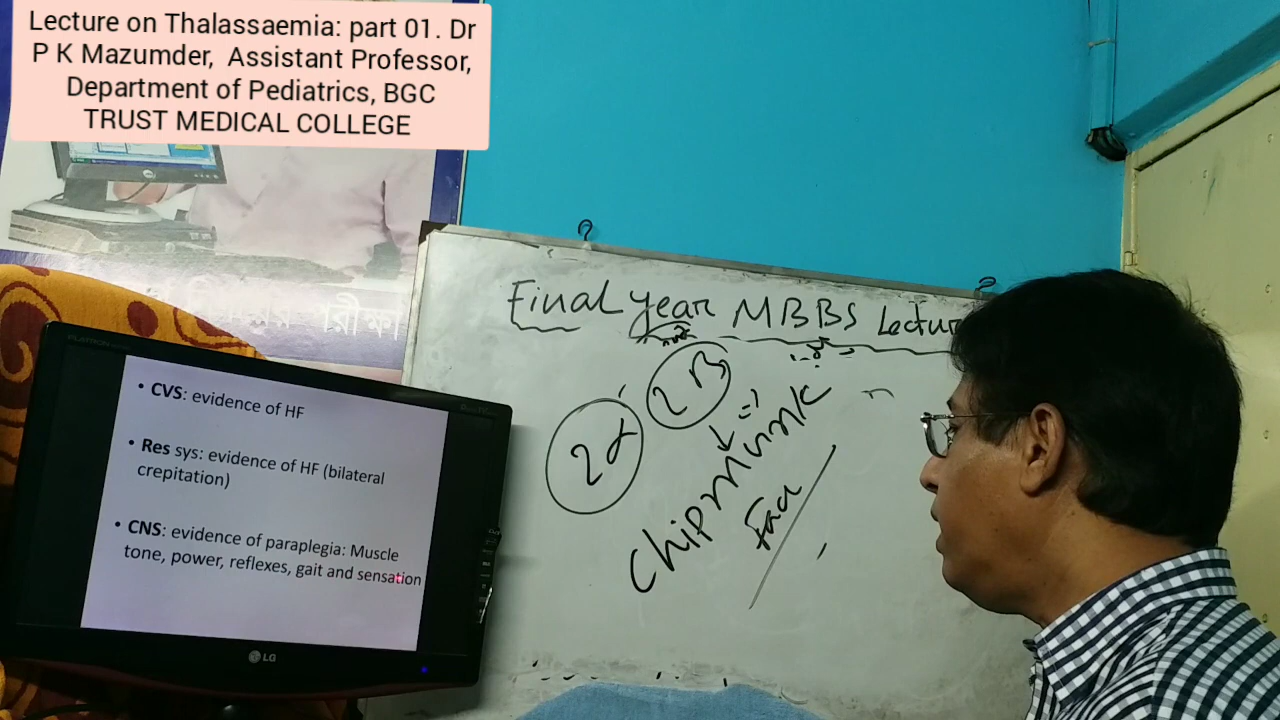 Lecture on Thalassaemia: part 01. Dr
P K Mazumder, Assistant Professor,
Department of Pediatrics, BGC
TRUST MEDICAL COLLEGE
Final year MBBS Lectur
2α
2β
Chipmunk
Face
• CVS: evidence of HF
• Res sys: evidence of HF (bilateral
crepitation)
• CNS: evidence of paraplegia: Muscle
tone, power, reflexes, gait and sensation
LG